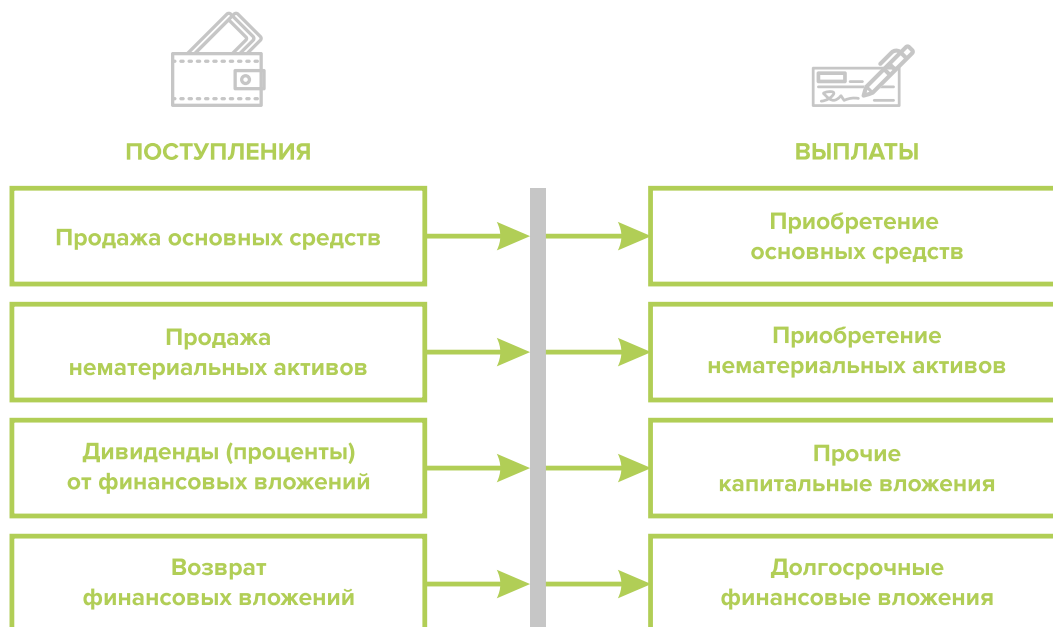 ПОСТУПЛЕНИЯ
ВЫПЛАТЫ
Продажа основных средств
Приобретение
основных средств
Продажа
нематериальных активов
Приобретение
нематериальных активов
Дивиденды (проценты)
от финансовых вложений
Прочие
капитальные вложения
Возврат
финансовых вложений
Долгосрочные
финансовые вложения